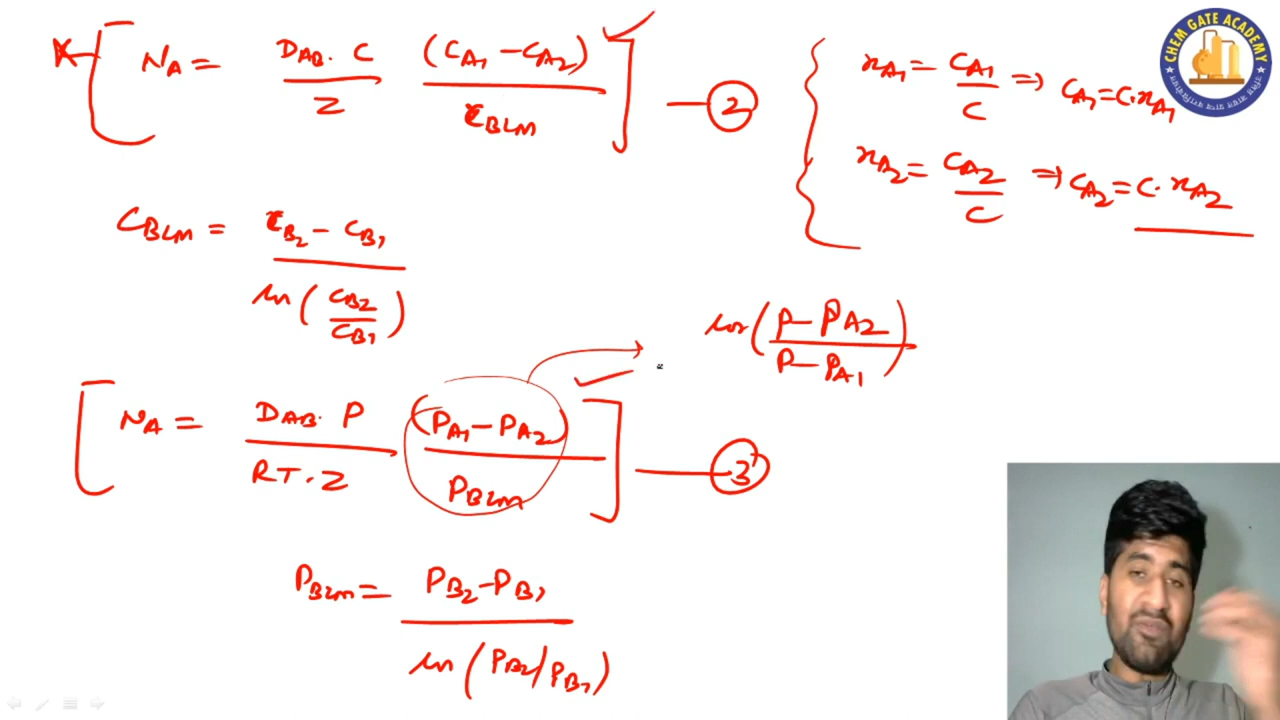 N_A = D_AB. C / Z (C_A1 - C_A2) / C_BLM — 2
x_A1 = C_A1 / C ⇒ C_A1 = C. x_A1
x_A2 = C_A2 / C ⇒ C_A2 = C. x_A2
C_BLM = C_B2 - C_B1 / ln ( C_B2 / C_B1 )
ln ( P - P_A2 / P - P_A1 )
N_A = D_AB. P / RT. Z (P_A1 - P_A2) / P_BLM — 3
P_BLM = P_B2 - P_B1 / ln ( P_B2 / P_B1 )
CHEM GATE ACADEMY